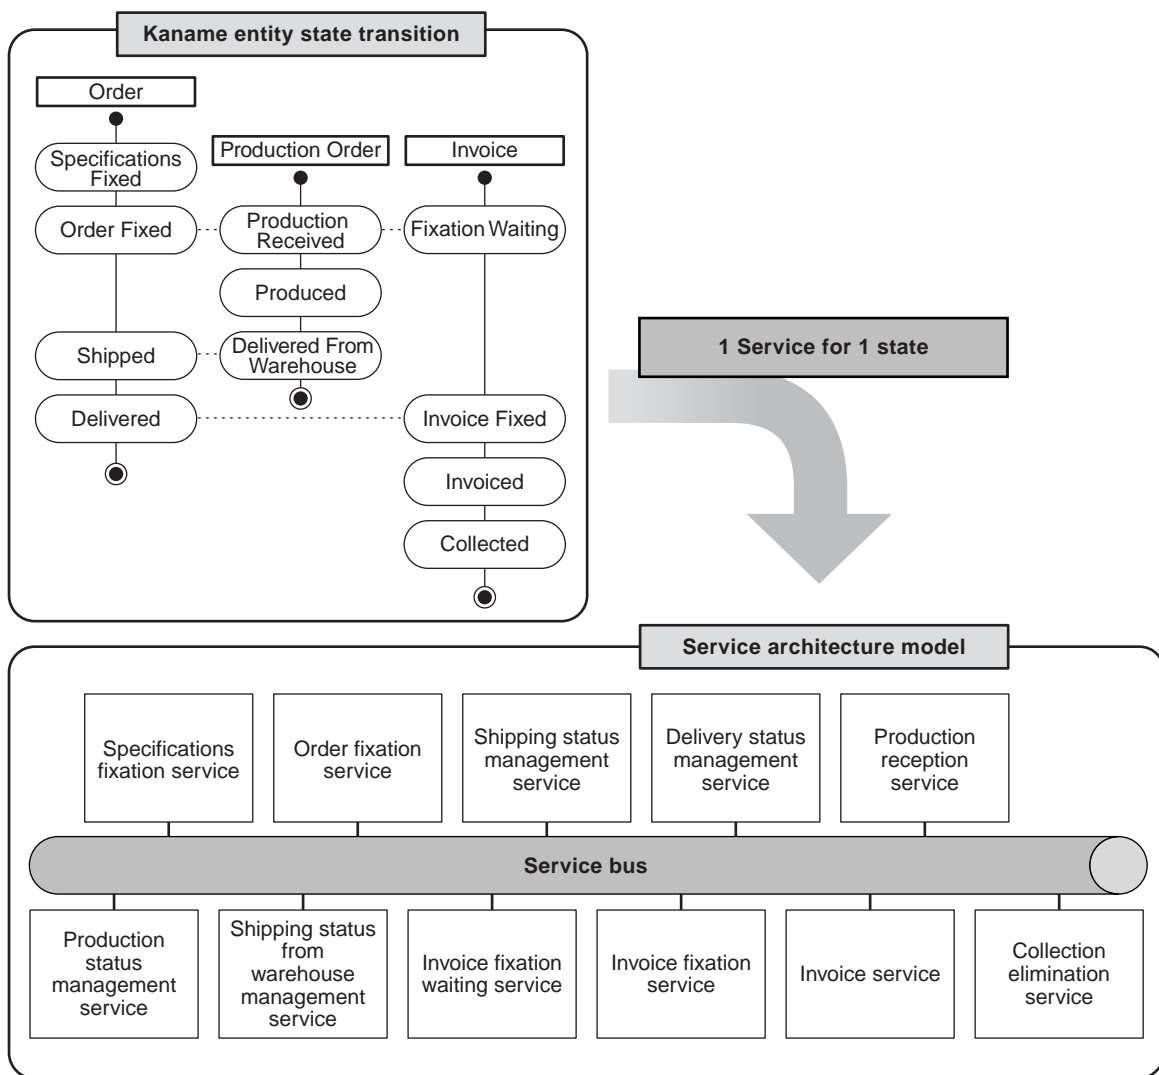 Kaname entity state transition
Order
Production Order
Invoice
Specifications
Fixed
Order Fixed
Production
Received
Fixation Waiting
Produced
Shipped
Delivered From
Warehouse
Delivered
Invoice Fixed
Invoiced
Collected
1 Service for 1 state
Service architecture model
Specifications
fixation service
Order fixation
service
Shipping status
management
service
Delivery status
management
service
Production
reception
service
Service bus
Production
status
management
service
Shipping status
from
warehouse
management
service
Invoice fixation
waiting service
Invoice fixation
service
Invoice service
Collection
elimination
service